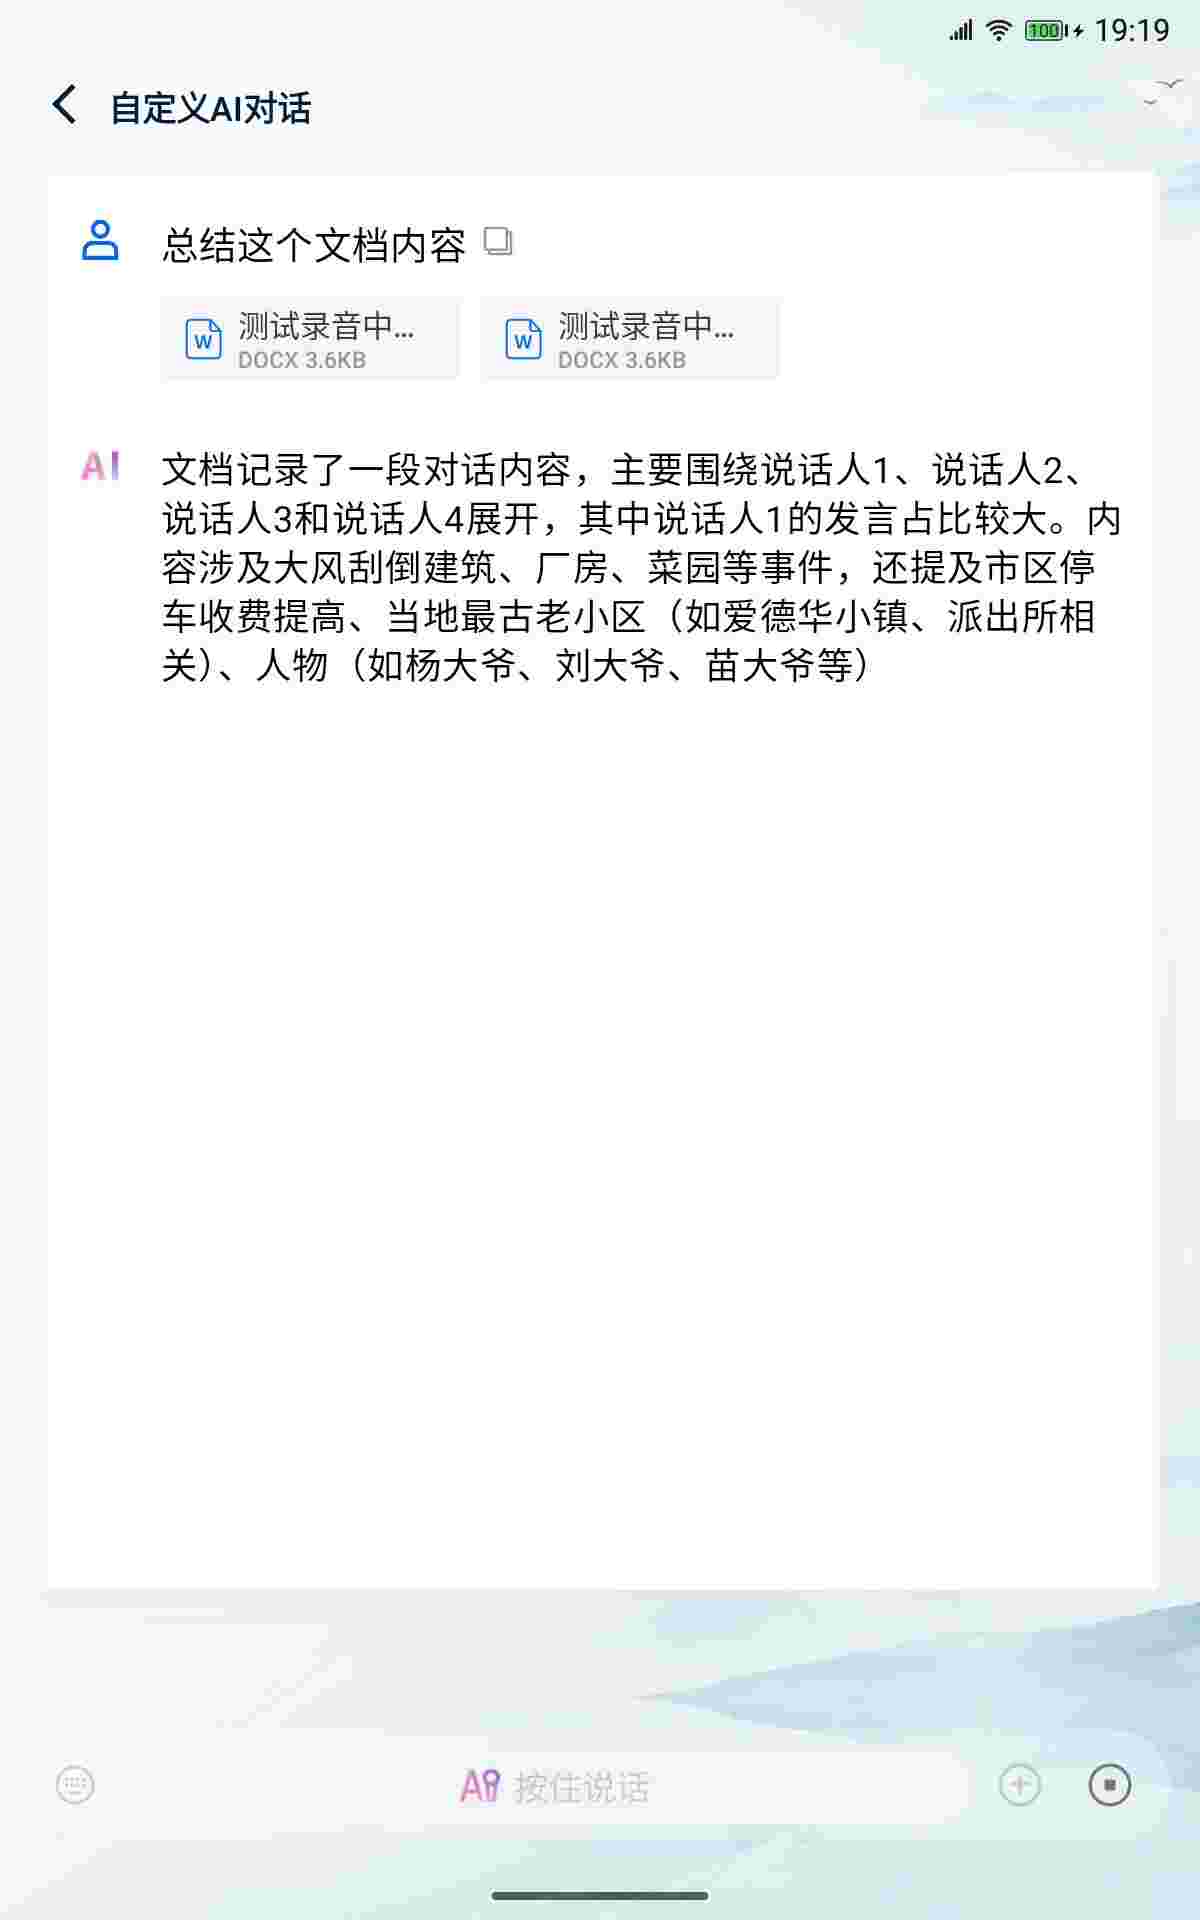 100 19:19
自定义AI对话
总结这个文档内容
测试录音中...
DOCX 3.6KB
测试录音中...
DOCX 3.6KB
AI
文档记录了一段对话内容，主要围绕说话人1、说话人2、
说话人3和说话人4展开，其中说话人1的发言占比较大。内
容涉及大风刮倒建筑、厂房、菜园等事件，还提及市区停
车收费提高、当地最古老小区（如爱德华小镇、派出所相
关）、人物（如杨大爷、刘大爷、苗大爷等）
按住说话